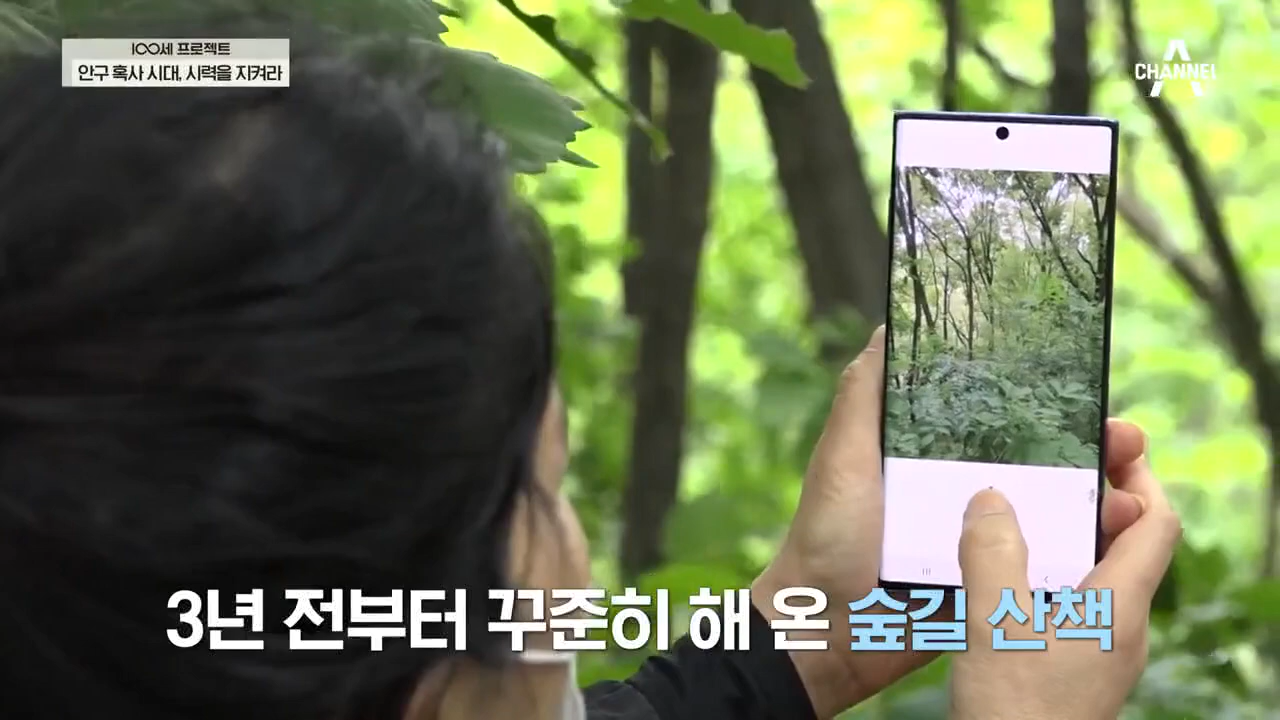 100세 프로젝트
안구 혹사 시대, 시력을 지켜라
CHANNEL A
3년 전부터 꾸준히 해 온 숲길 산책